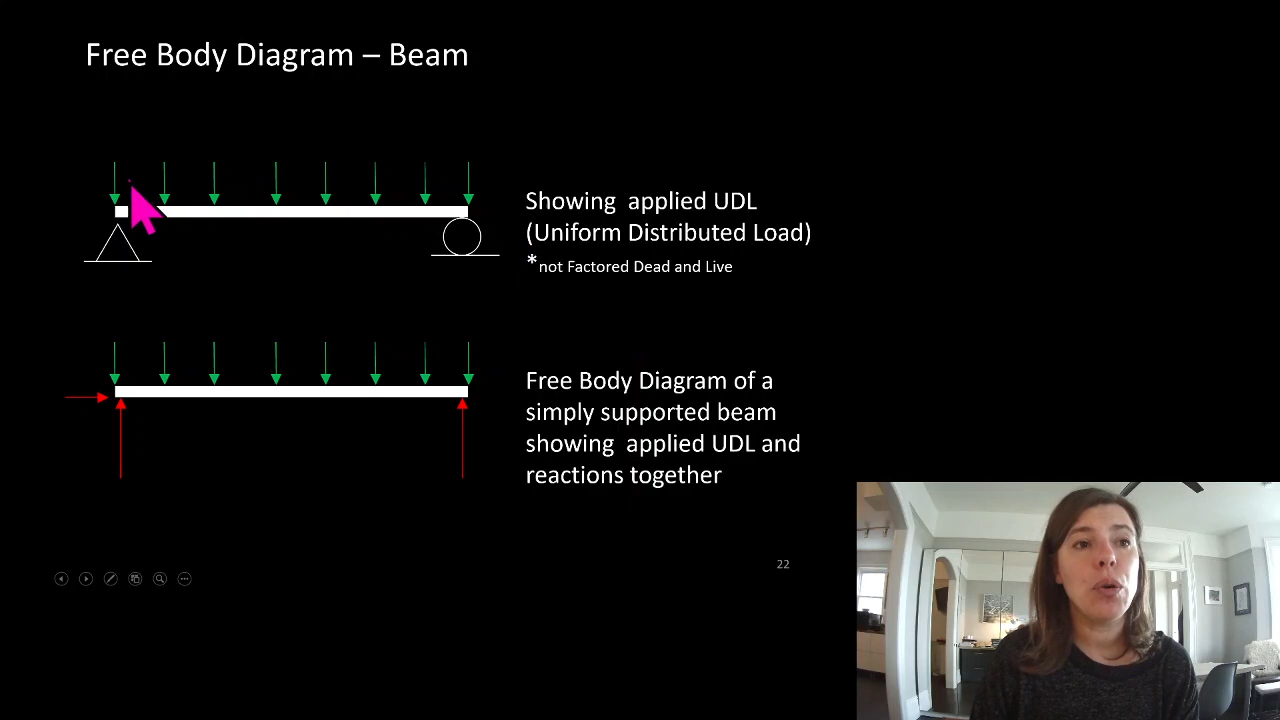 Free Body Diagram – Beam
Showing applied UDL
(Uniform Distributed Load)
*not Factored Dead and Live
Free Body Diagram of a
simply supported beam
showing applied UDL and
reactions together
22